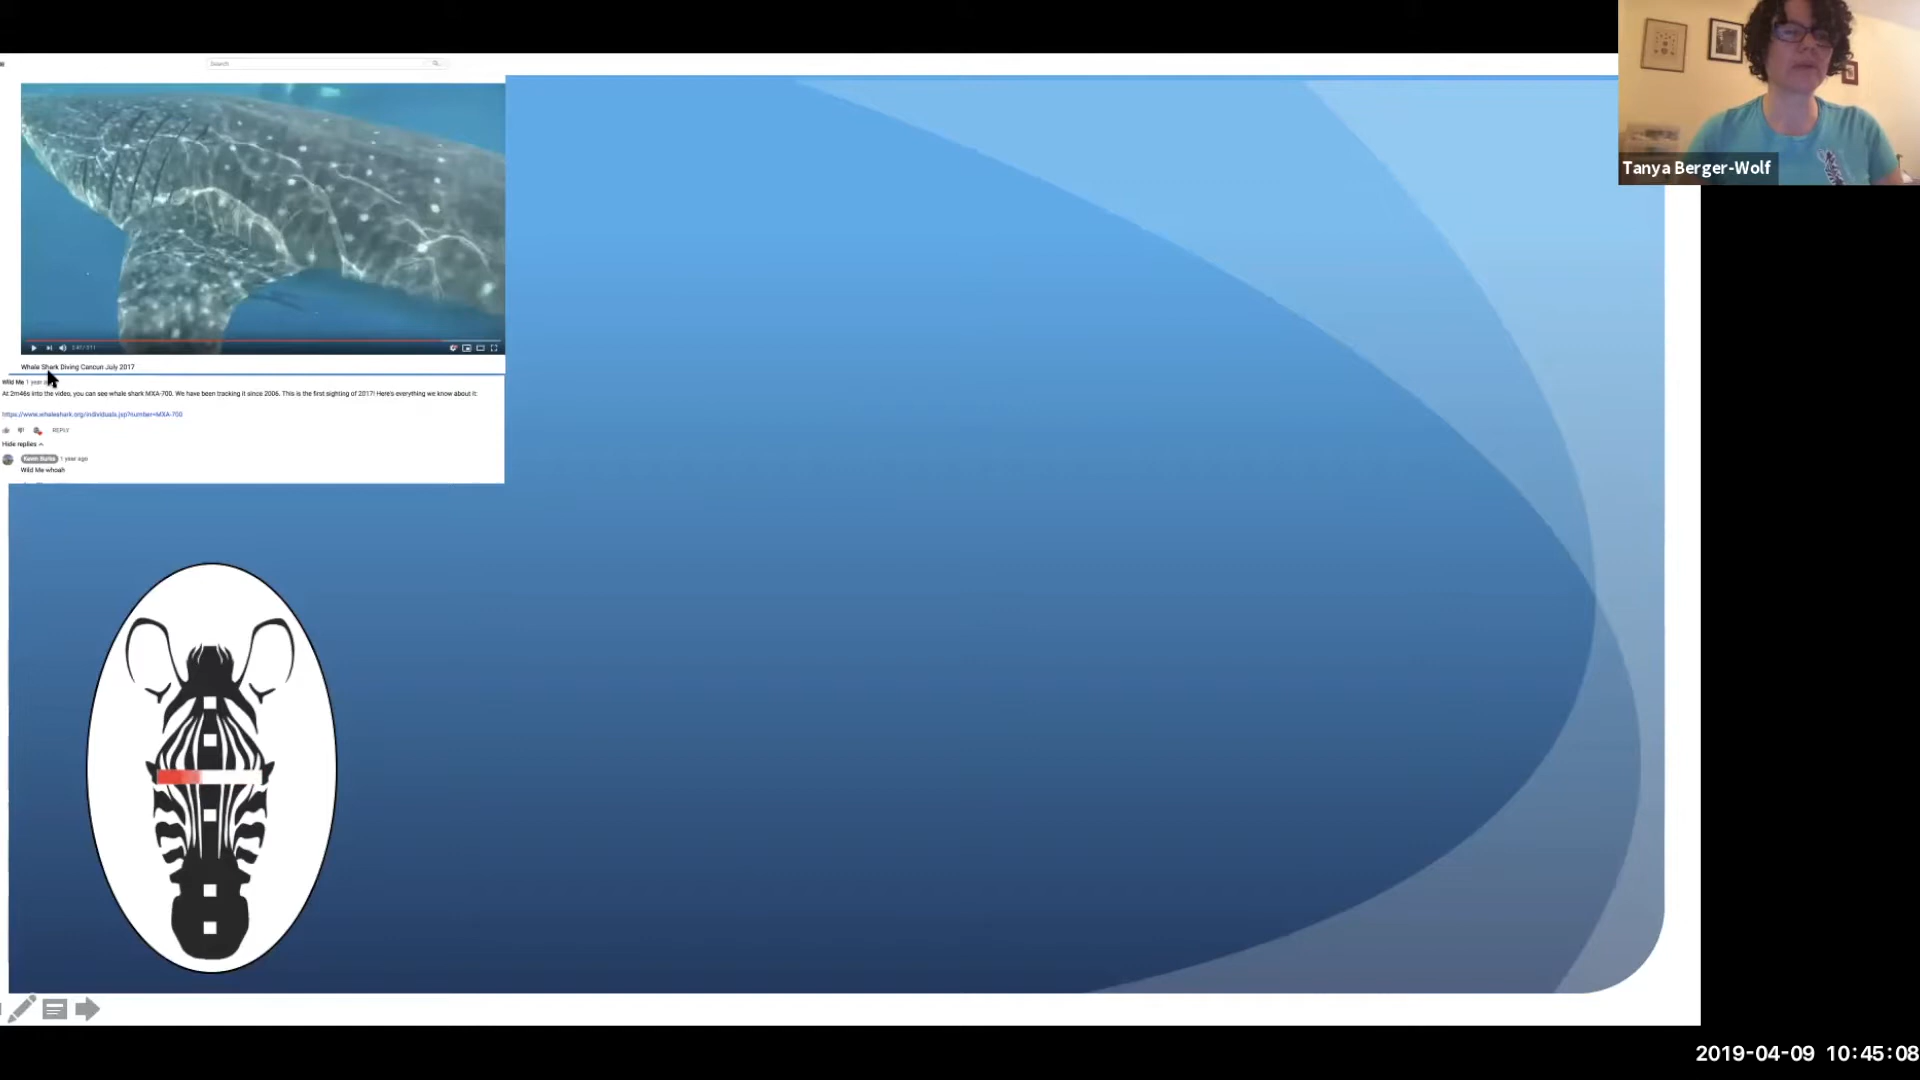 Search
Tanya Berger-Wolf
Whale Shark Diving Cancun July 2017
Wild Me 1 year
At 2m46s into the video, you can see whale shark MXA-700. We have been tracking it since 2006. This is the first sighting of 2017! Here's everything we know about it:
https://www.whaleshark.org/individuals.jsp?number=MXA-700
REPLY
Hide replies
1 year ago
Wild Me whoah
2019-04-09 10:45:08